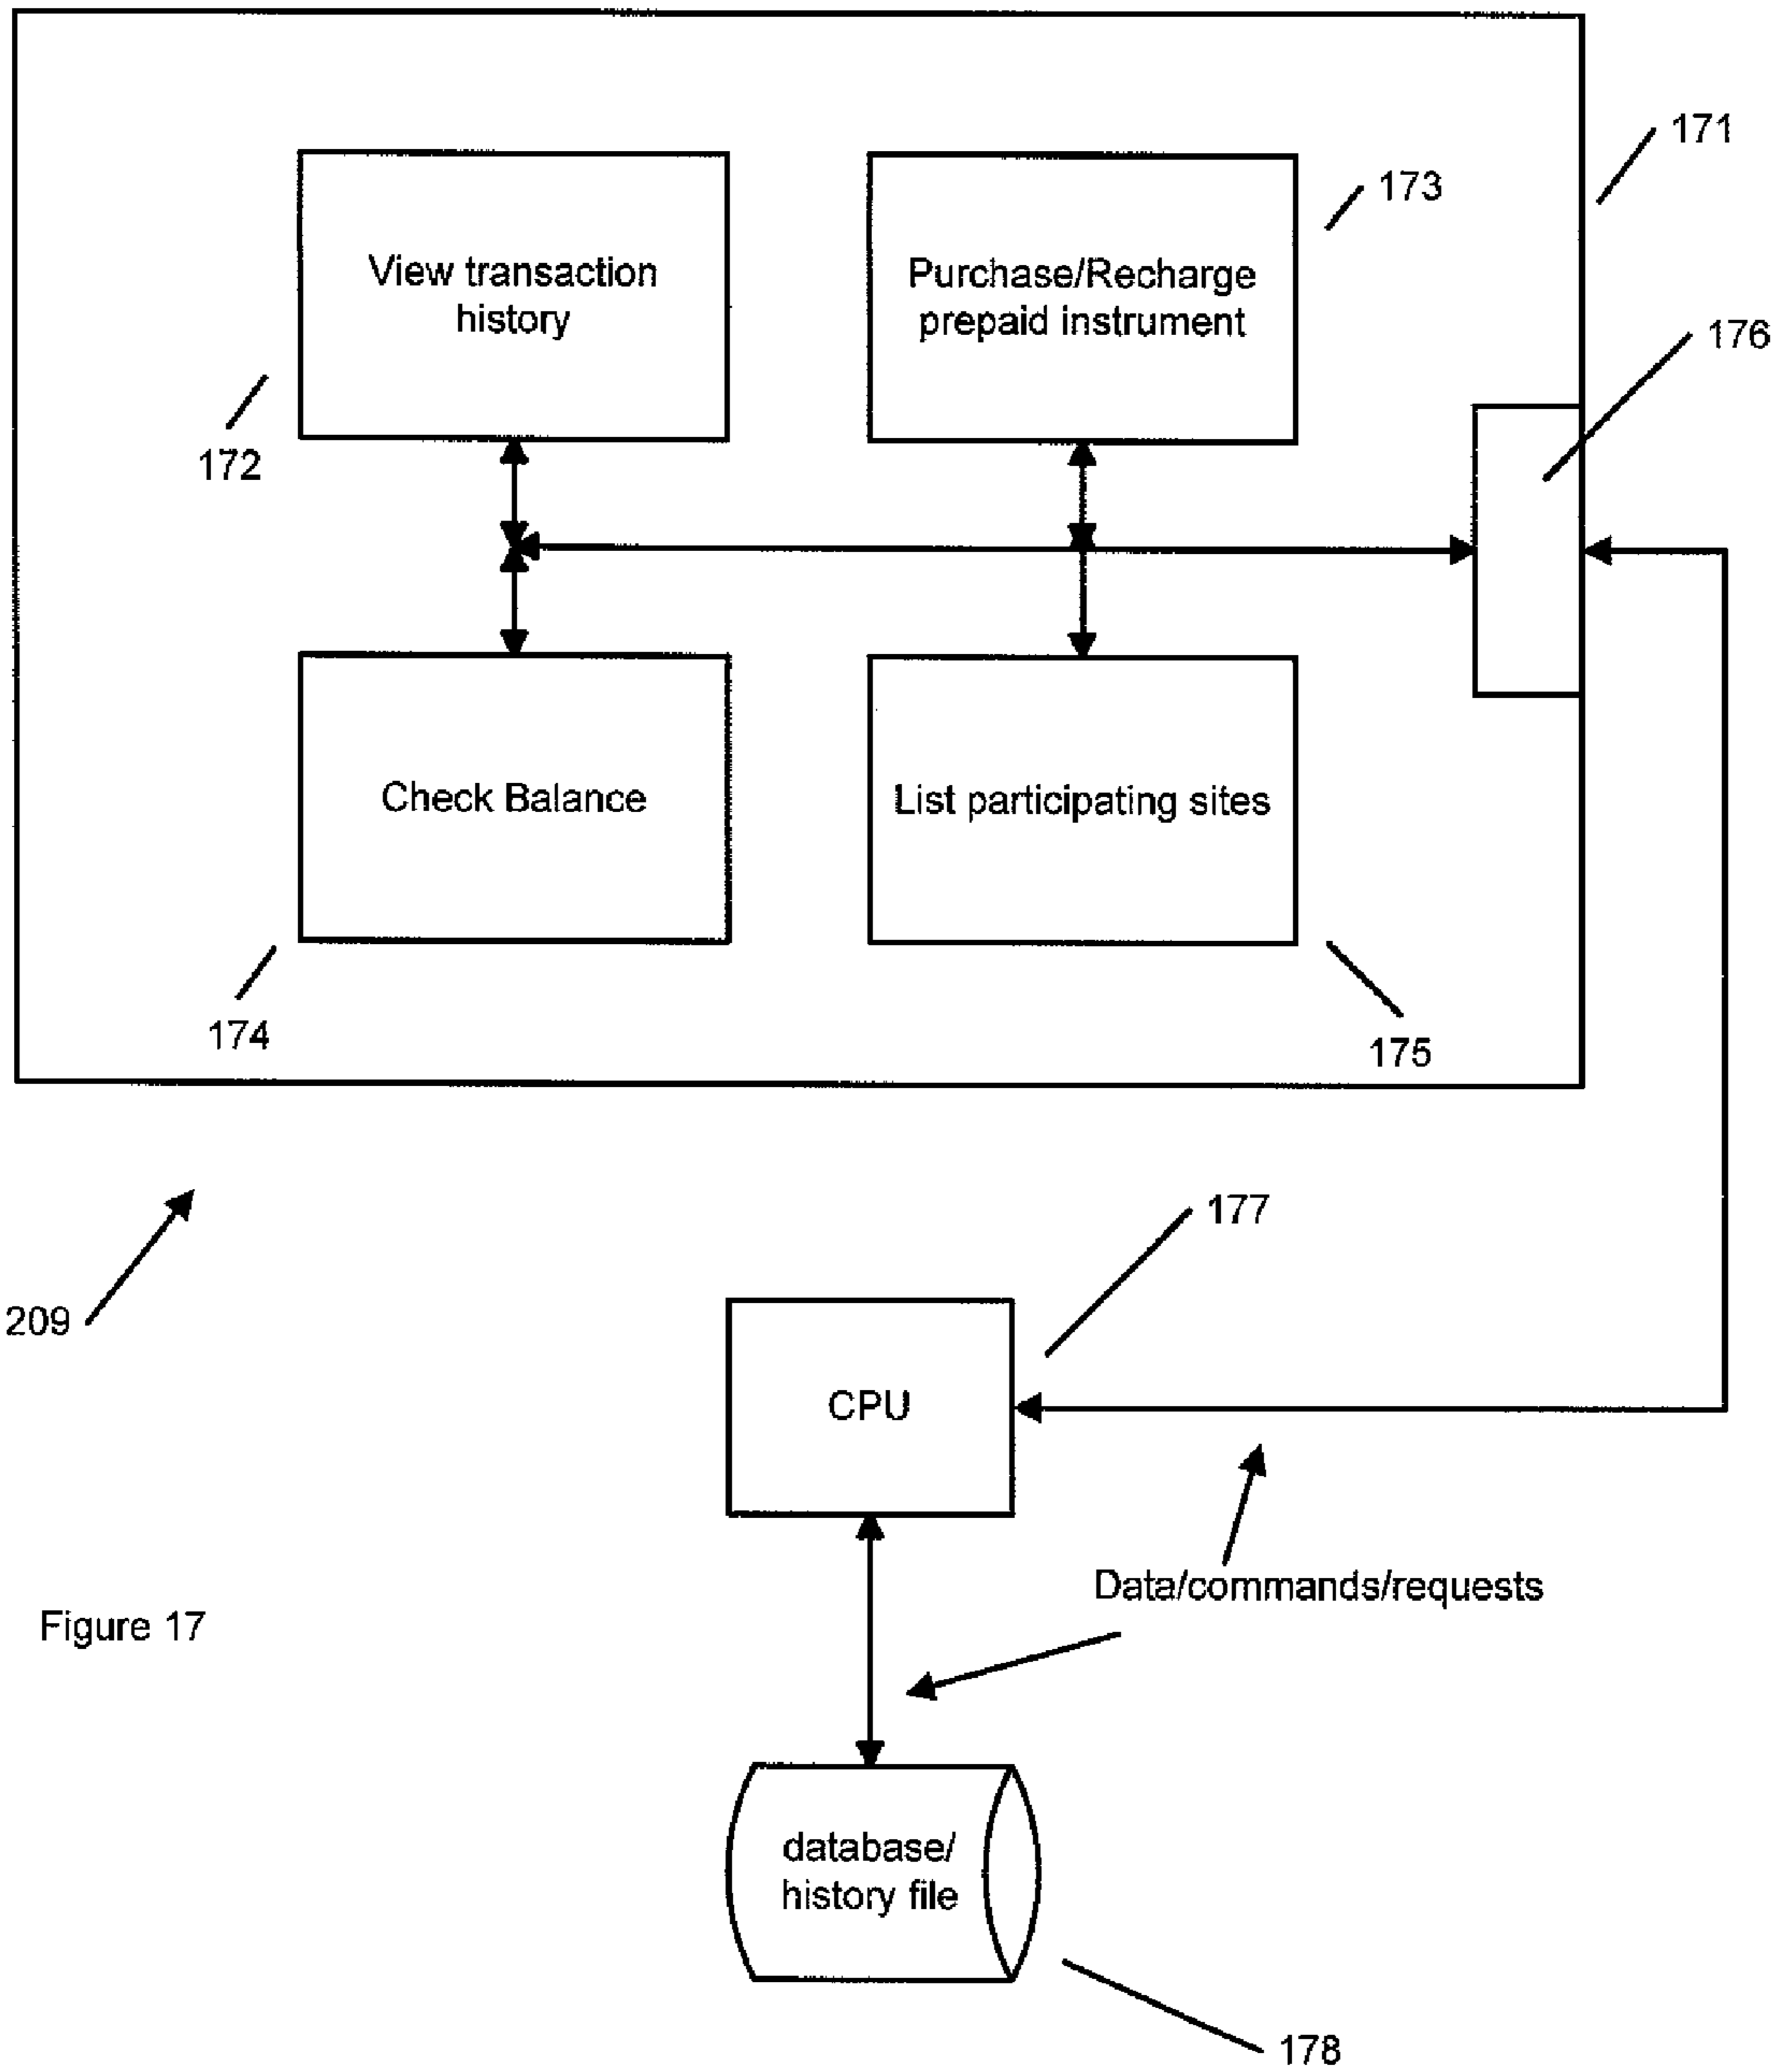 171
173
View transaction
history
Purchase/Recharge
prepaid instrument
176
172
Check Balance
List participating sites
174
175
177
209
CPU
Data/commands/requests
Figure 17
database/
history file
178